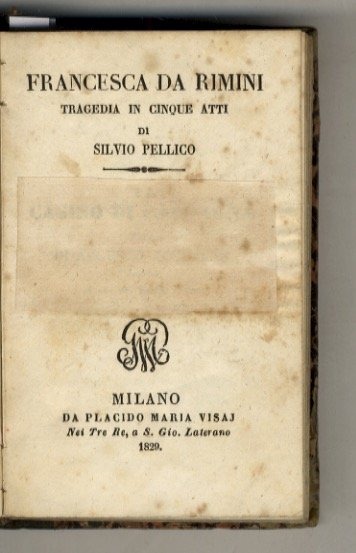 FRANCESCA DA RIMINI
TRAGEDIA IN CINQUE ATTI
DI
SILVIO PELLICO
MILANO
DA PLACIDO MARIA VISAJ
Nei Tre Re, a S. Gio. Laterano
1829.